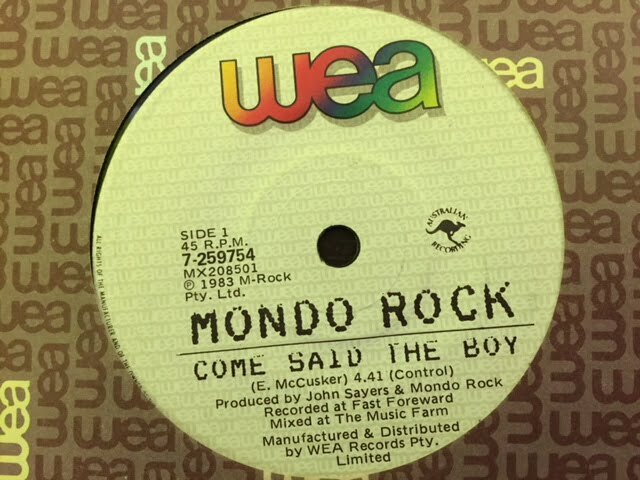 wea
SIDE 1
45 R.P.M.
7-259754
MX208501
℗ 1983 M-Rock
Pty. Ltd.
AUSTRALIAN
RECORDING
MONDO ROCK
COME SAID THE BOY
(E. McCusker) 4.41 (Control)
Produced by John Sayers & Mondo Rock
Recorded at Fast Foreward
Mixed at The Music Farm
Manufactured & Distributed
by WEA Records Pty.
Limited